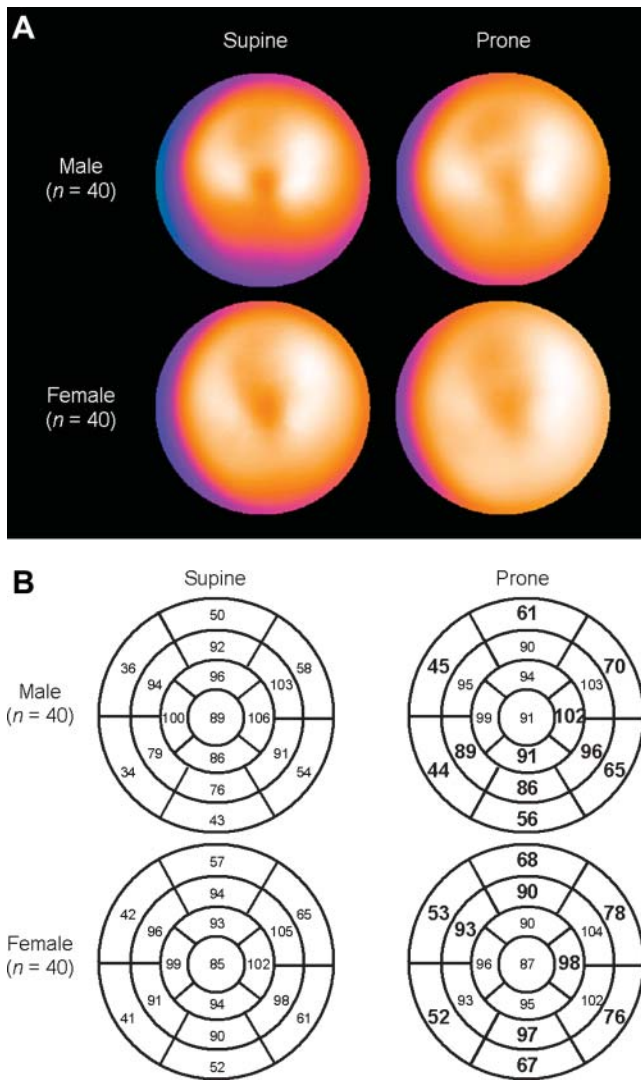 A
Supine Prone
Male
(n = 40)
Female
(n = 40)
B
Supine Prone
Male
(n = 40)
50
36 92 58
94 96 103
100 89 106
79 86 91
34 76 54
43
61
45 90 70
95 94 103
99 91 102
89 91 96
44 86 65
56
Female
(n = 40)
57
42 94 65
96 93 105
99 85 102
91 94 98
41 90 61
52
68
53 90 78
93 90 104
96 87 98
93 95 102
52 97 76
67